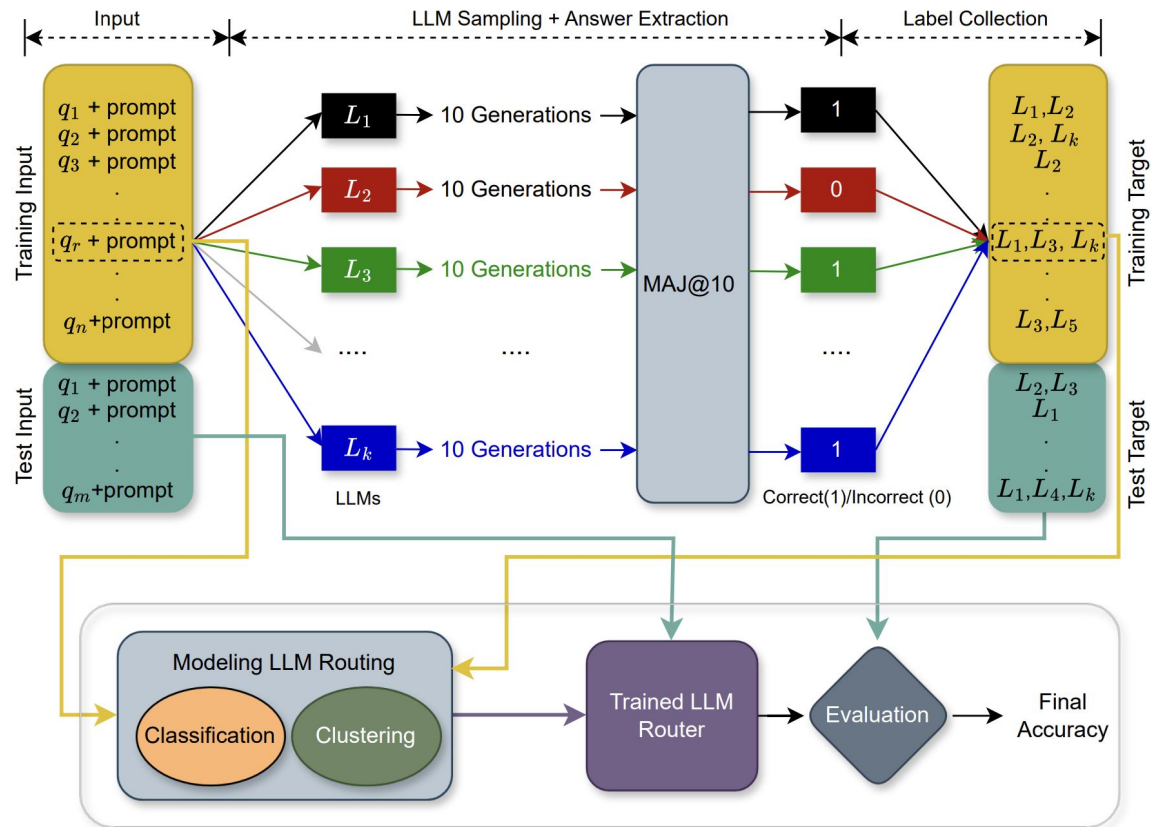 Input
LLM Sampling + Answer Extraction
Label Collection
Training Input
q₁ + prompt
q₂ + prompt
q₃ + prompt
.
.
qᵣ + prompt
.
.
qₙ+prompt
Test Input
q₁ + prompt
q₂ + prompt
.
.
qₘ+prompt
L₁
10 Generations
1
L₂
10 Generations
0
L₃
10 Generations
1
....
....
....
Lₖ
10 Generations
1
LLMs
MAJ@10
Correct(1)/Incorrect (0)
L₁,L₂
L₂, Lₖ
L₂
.
.
L₁,L₃, Lₖ
.
.
L₃,L₅
Training Target
L₂,L₃
L₁
.
.
L₁,L₄,Lₖ
Test Target
Modeling LLM Routing
Classification
Clustering
Trained LLM
Router
Evaluation
Final
Accuracy